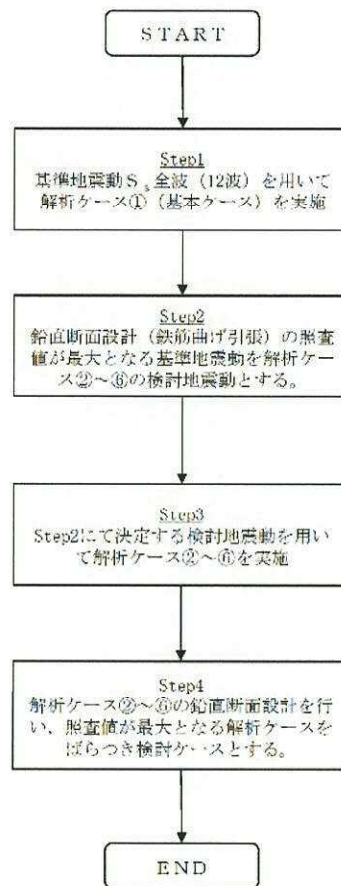 START
Step1
基準地震動Ss全波（12波）を用いて
解析ケース①（基本ケース）を実施
Step2
鉛直断面設計（鉄筋曲げ引張）の照査
値が最大となる基準地震動を解析ケー
ス②～⑥の検討地震動とする。
Step3
Step2にて決定する検討地震動を用い
て解析ケース②～⑥を実施
Step4
解析ケース②～⑥の鉛直断面設計を行
い、照査値が最大となる解析ケースを
ばらつき検討ケースとする。
END